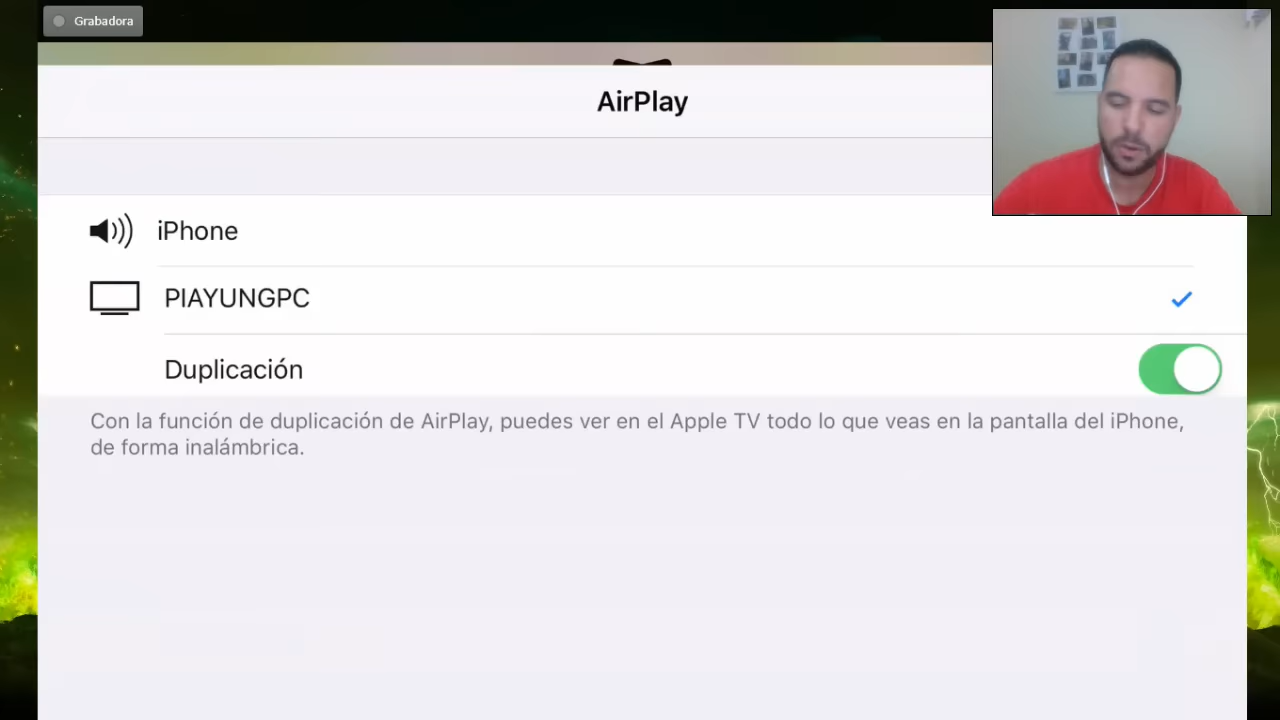 Grabadora
AirPlay
iPhone
PIAYUNGPC
Duplicación
Con la función de duplicación de AirPlay, puedes ver en el Apple TV todo lo que veas en la pantalla del iPhone,
de forma inalámbrica.